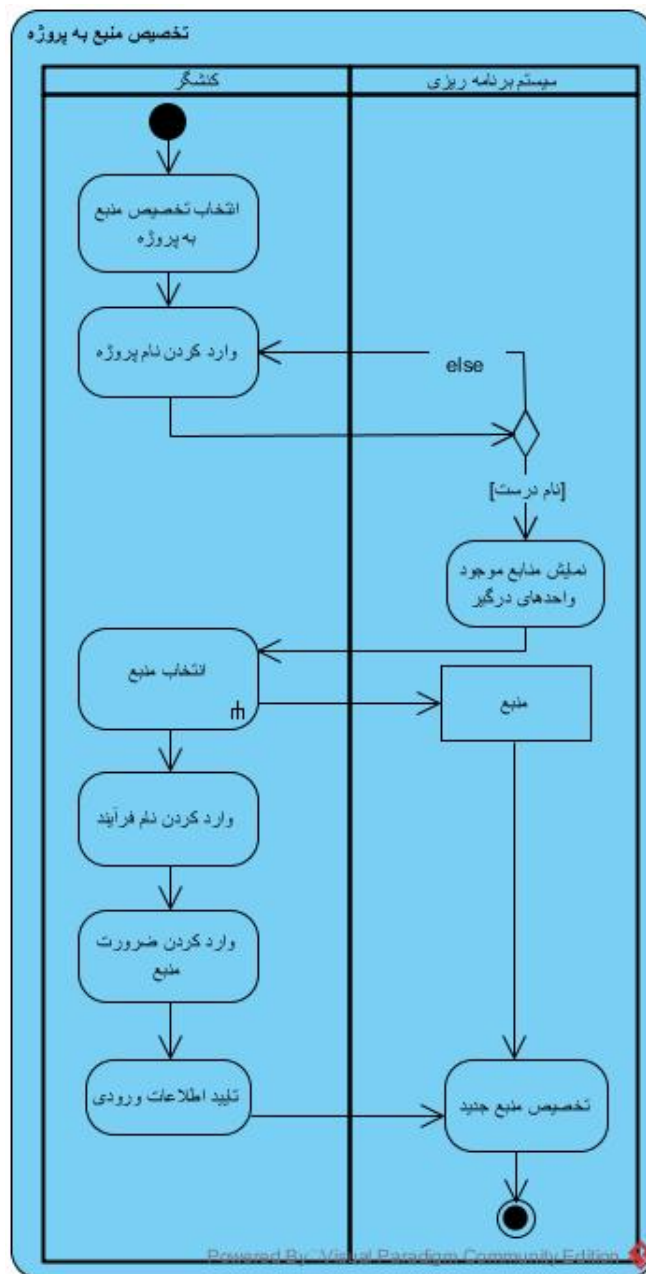 تخصیص منبع به پروژه
کنشگر
سیستم برنامه ریزی
انتخاب تخصیص منبع
به پروژه
وارد کردن نام پروژه
else
[نام درست]
نمایش منابع موجود
واحدهای درگیر
انتخاب منبع
منبع
وارد کردن نام فرآیند
وارد کردن ضرورت
منبع
تایید اطلاعات ورودی
تخصیص منبع جدید
Powered By Visual Paradigm Community Edition